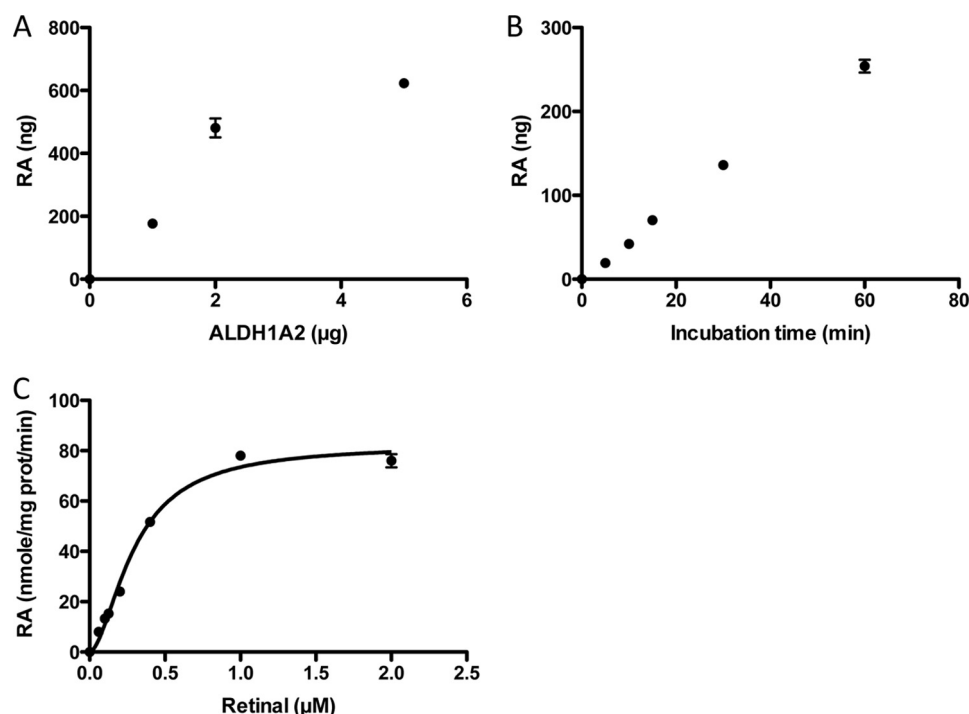 A
800
600
400
200
0
RA (ng)
0 2 4 6
ALDH1A2 (µg)
B
300
200
100
0
RA (ng)
0 20 40 60 80
Incubation time (min)
C
100
80
60
40
20
0
RA (nmole/mg prot/min)
0.0 0.5 1.0 1.5 2.0 2.5
Retinal (µM)